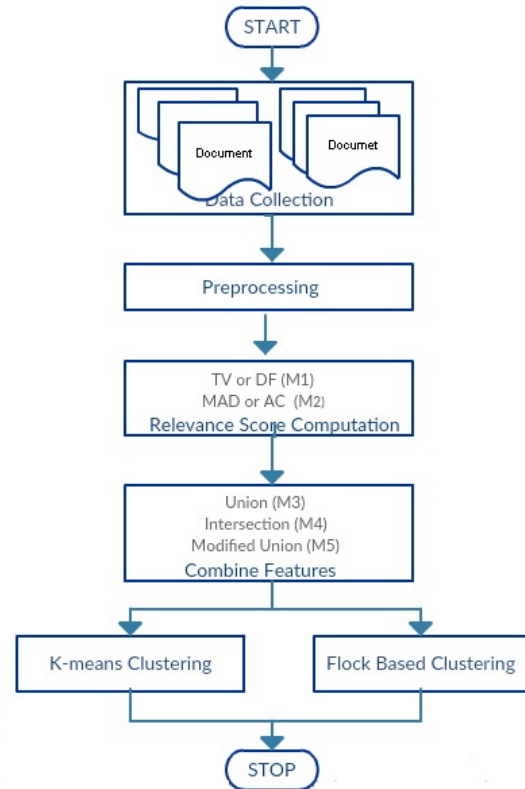 START
Document
Documet
Data Collection
Preprocessing
TV or DF (M1)
MAD or AC (M2)
Relevance Score Computation
Union (M3)
Intersection (M4)
Modified Union (M5)
Combine Features
K-means Clustering
Flock Based Clustering
STOP